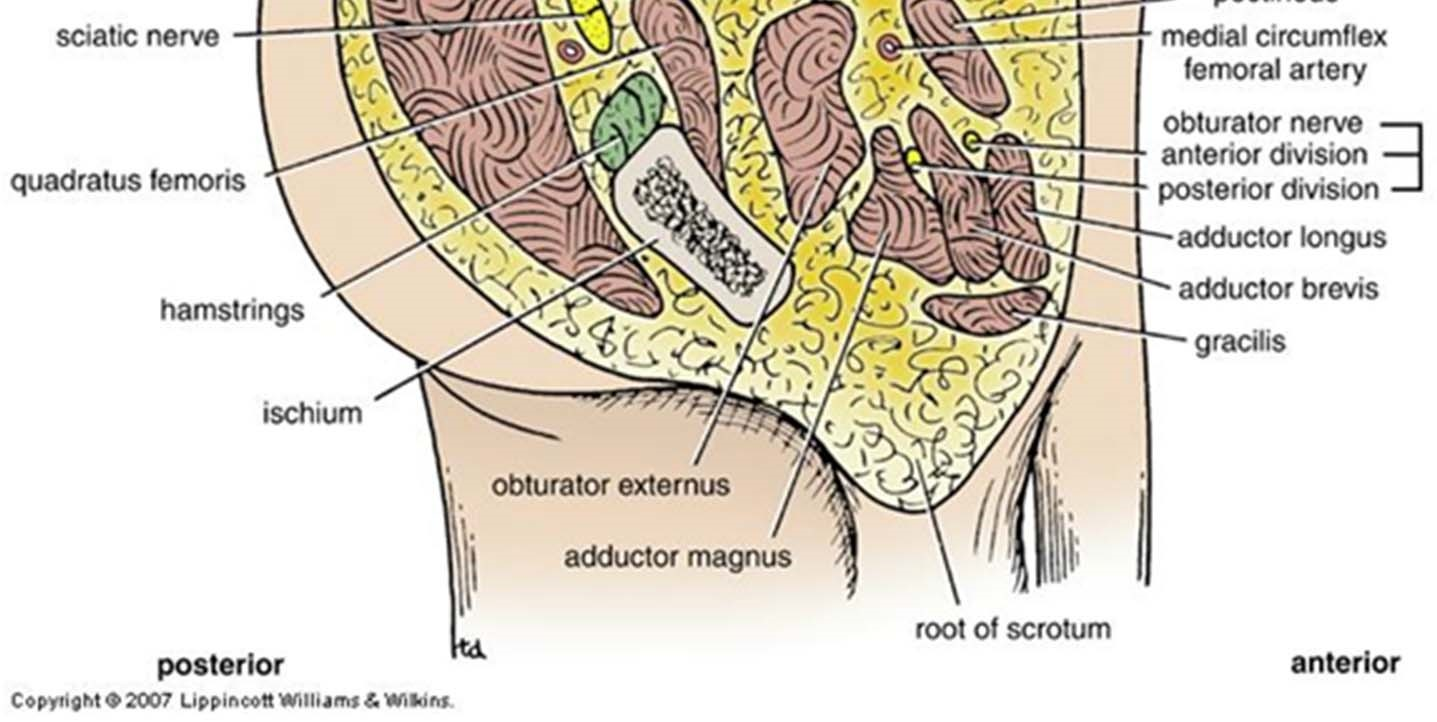 sciatic nerve
quadratus femoris
hamstrings
ischium
obturator externus
adductor magnus
root of scrotum
medial circumflex
femoral artery
obturator nerve
anterior division
posterior division
adductor longus
adductor brevis
gracilis
td
posterior
anterior
Copyright © 2007 Lippincott Williams & Wilkins.